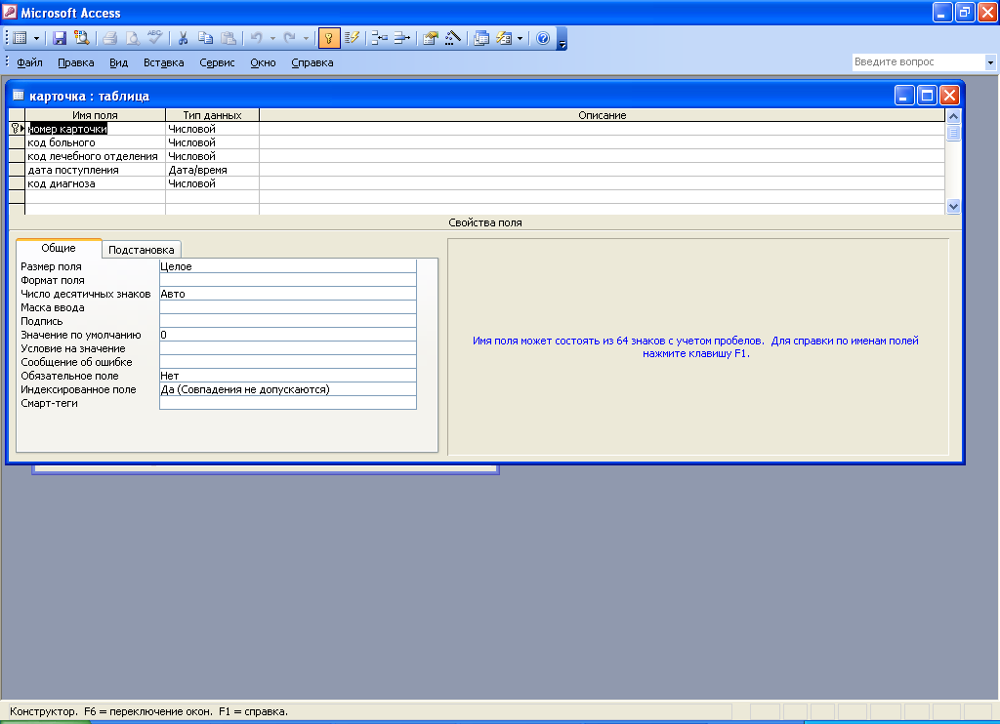 Microsoft Access
Файл Правка Вид Вставка Сервис Окно Справка
Введите вопрос
карточка : таблица
Имя поля Тип данных Описание
номер карточки Числовой
код больного Числовой
код лечебного отделения Числовой
дата поступления Дата/время
код диагноза Числовой
Свойства поля
Общие Подстановка
Размер поля Целое
Формат поля
Число десятичных знаков Авто
Маска ввода
Подпись
Значение по умолчанию 0
Условие на значение
Сообщение об ошибке
Обязательное поле Нет
Индексированное поле Да (Совпадения не допускаются)
Смарт-теги
Имя поля может состоять из 64 знаков с учетом пробелов. Для справки по именам полей
нажмите клавишу F1.
Конструктор. F6 = переключение окон. F1 = справка.